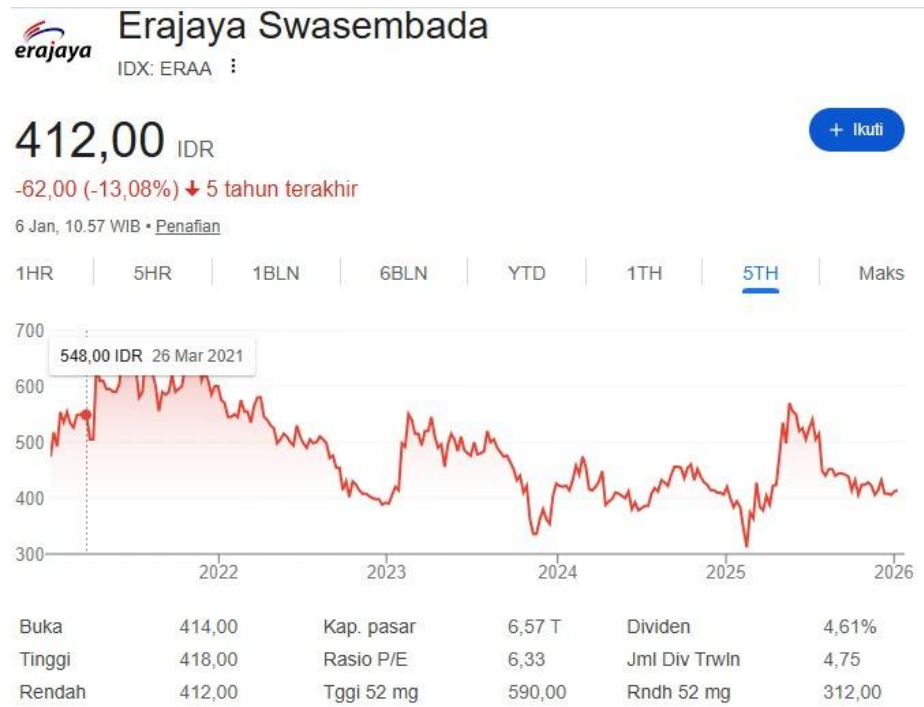 erajaya
Erajaya Swasembada
IDX: ERAA
412,00 IDR
+ Ikuti
-62,00 (-13,08%) ↓ 5 tahun terakhir
6 Jan, 10.57 WIB • Penafian
1HR 5HR 1BLN 6BLN YTD 1TH 5TH Maks
700
548,00 IDR 26 Mar 2021
600
500
400
300
2022 2023 2024 2025 2026
Buka 414,00 Kap. pasar 6,57 T Dividen 4,61%
Tinggi 418,00 Rasio P/E 6,33 Jml Div Trwln 4,75
Rendah 412,00 Tggi 52 mg 590,00 Rndh 52 mg 312,00